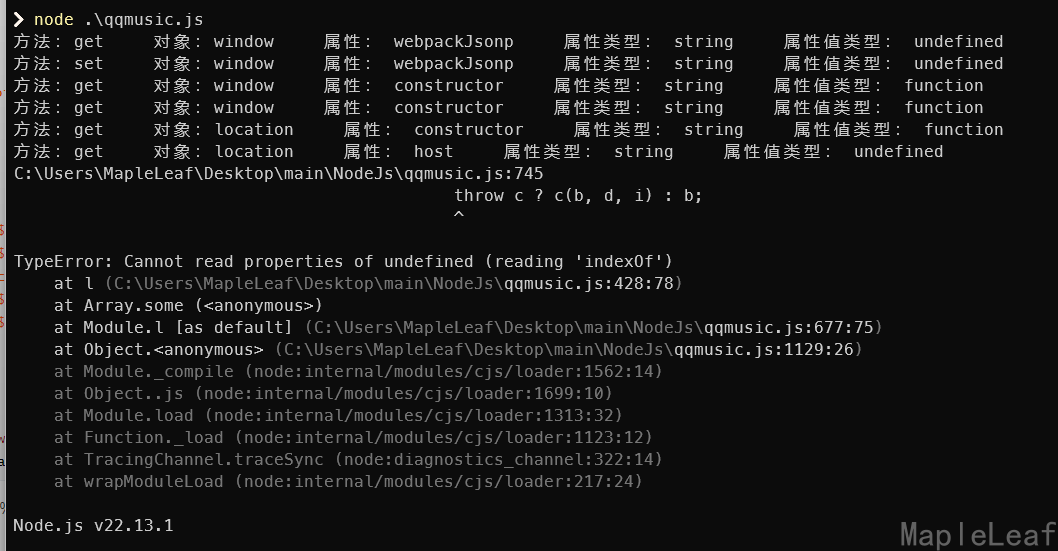 ❯ node .\qqmusic.js
方法: get 对象: window 属性: webpackJsonp 属性类型: string 属性值类型: undefined
方法: set 对象: window 属性: webpackJsonp 属性类型: string 属性值类型: undefined
方法: get 对象: window 属性: constructor 属性类型: string 属性值类型: function
方法: get 对象: window 属性: constructor 属性类型: string 属性值类型: function
方法: get 对象: location 属性: constructor 属性类型: string 属性值类型: function
方法: get 对象: location 属性: host 属性类型: string 属性值类型: undefined
C:\Users\MapleLeaf\Desktop\main\NodeJs\qqmusic.js:745
throw c ? c(b, d, i) : b;
^
TypeError: Cannot read properties of undefined (reading 'indexOf')
at l (C:\Users\MapleLeaf\Desktop\main\NodeJs\qqmusic.js:428:78)
at Array.some (<anonymous>)
at Module.l [as default] (C:\Users\MapleLeaf\Desktop\main\NodeJs\qqmusic.js:677:75)
at Object.<anonymous> (C:\Users\MapleLeaf\Desktop\main\NodeJs\qqmusic.js:1129:26)
at Module._compile (node:internal/modules/cjs/loader:1562:14)
at Object..js (node:internal/modules/cjs/loader:1699:10)
at Module.load (node:internal/modules/cjs/loader:1313:32)
at Function._load (node:internal/modules/cjs/loader:1123:12)
at TracingChannel.traceSync (node:diagnostics_channel:322:14)
at wrapModuleLoad (node:internal/modules/cjs/loader:217:24)
Node.js v22.13.1
MapleLeaf